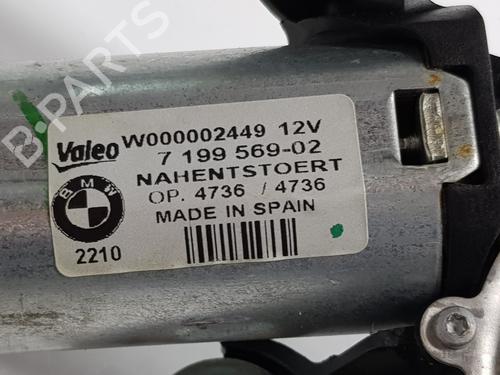 B-PARTS
Valeo W000002449 12V
7 199 569-02
NAHENTSTOERT
OP. 4736 / 4736
MADE IN SPAIN
BMW
2210